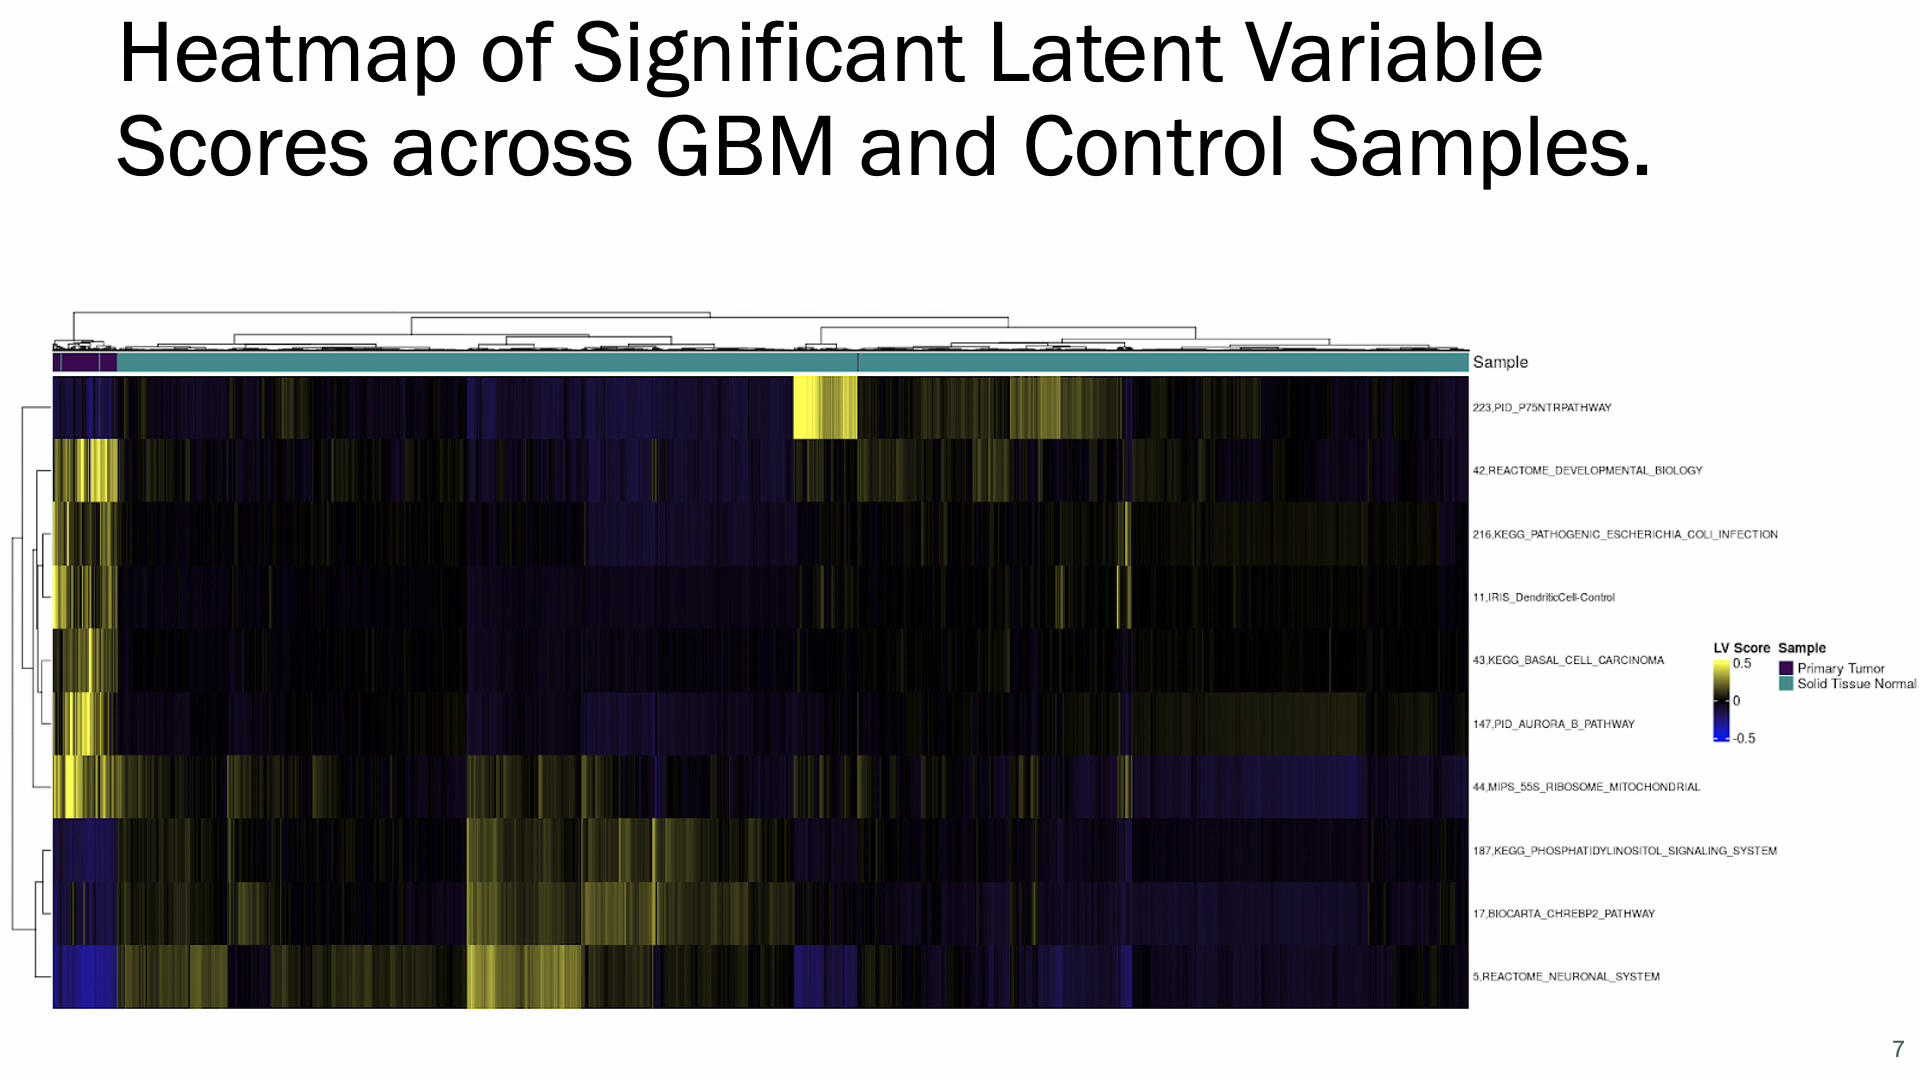 Heatmap of Significant Latent Variable
Scores across GBM and Control Samples.
Sample
223,PID_P75NTRPATHWAY
42,REACTOME_DEVELOPMENTAL_BIOLOGY
216,KEGG_PATHOGENIC_ESCHERICHIA_COLI_INFECTION
11,IRIS_DendriticCell-Control
43,KEGG_BASAL_CELL_CARCINOMA
147,PID_AURORA_B_PATHWAY
44,MIPS_55S_RIBOSOME_MITOCHONDRIAL
187,KEGG_PHOSPHATIDYLINOSITOL_SIGNALING_SYSTEM
17,BIOCARTA_CHREBP2_PATHWAY
5,REACTOME_NEURONAL_SYSTEM
LV Score
0.5
0
-0.5
Sample
Primary Tumor
Solid Tissue Normal
7